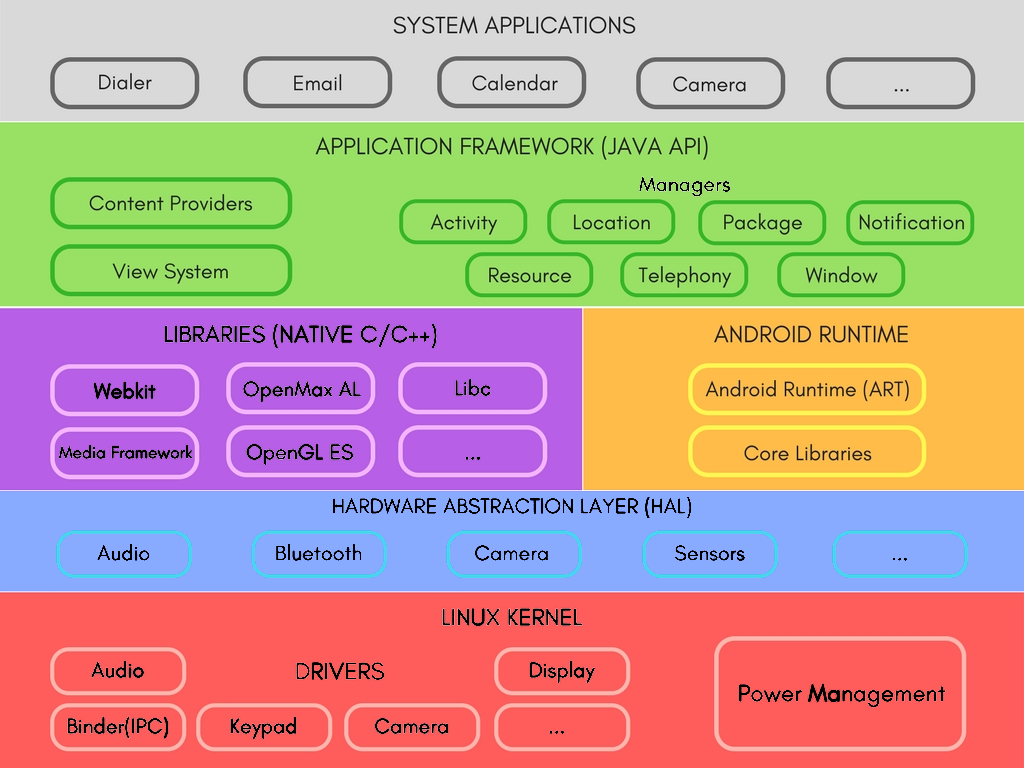 SYSTEM APPLICATIONS
Dialer
Email
Calendar
Camera
...
APPLICATION FRAMEWORK (JAVA API)
Content Providers
View System
Managers
Activity
Location
Package
Notification
Resource
Telephony
Window
LIBRARIES (NATIVE C/C++)
Webkit
OpenMax AL
Libc
Media Framework
OpenGL ES
...
ANDROID RUNTIME
Android Runtime (ART)
Core Libraries
HARDWARE ABSTRACTION LAYER (HAL)
Audio
Bluetooth
Camera
Sensors
...
LINUX KERNEL
Audio
DRIVERS
Display
Binder(IPC)
Keypad
Camera
...
Power Management